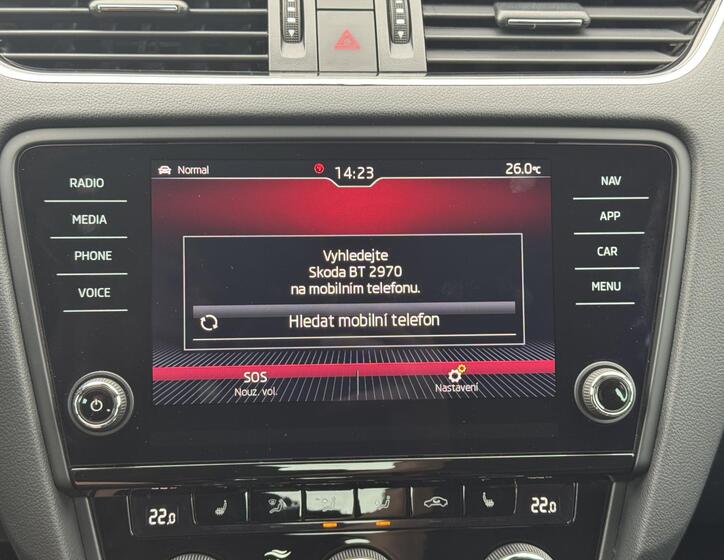 Normal 14:23 26.0°C
RADIO
MEDIA
PHONE
VOICE
Vyhledejte
Skoda BT 2970
na mobilním telefonu.
Hledat mobilní telefon
SOS
Nouz. vol.
Nastavení
NAV
APP
CAR
MENU
22.0 22.0